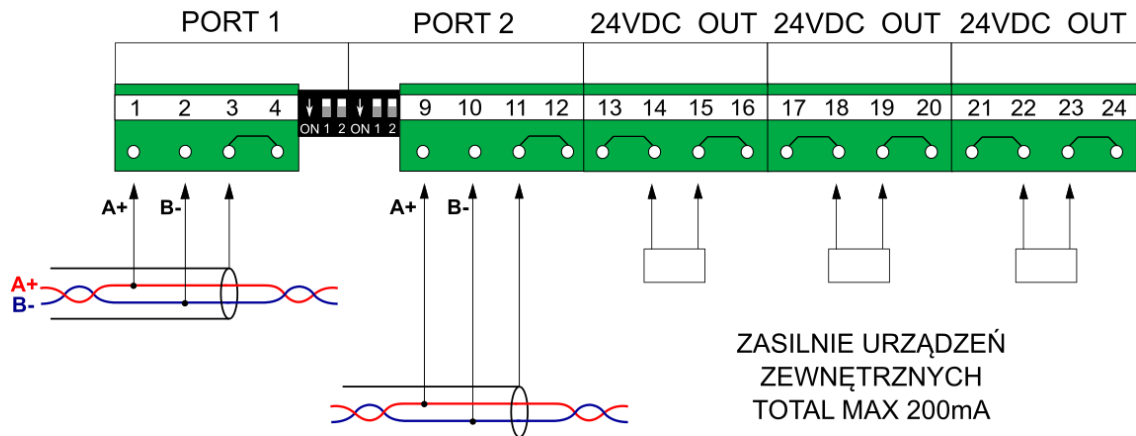 PORT 1 PORT 2 24VDC OUT 24VDC OUT 24VDC OUT
1 2 3 4 9 10 11 12 13 14 15 16 17 18 19 20 21 22 23 24
ON 1 2 ON 1 2
A+ B- A+ B-
A+
B-
ZASILNIE URZĄDZEŃ
ZEWNĘTRZNYCH
TOTAL MAX 200mA